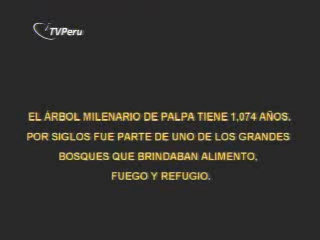 TVPeru
EL ÁRBOL MILENARIO DE PALPA TIENE 1,074 AÑOS.
POR SIGLOS FUE PARTE DE UNO DE LOS GRANDES
BOSQUES QUE BRINDABAN ALIMENTO,
FUEGO Y REFUGIO.